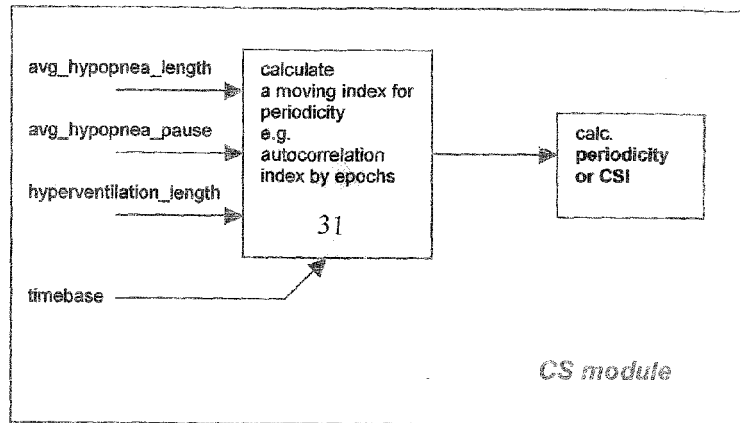 avg_hypopnea_length
avg_hypopnea_pause
hyperventilation_length
timebase
calculate
a moving index for
periodicity
e.g.
autocorrelation
index by epochs
31
calc.
periodicity
or CSI
CS module